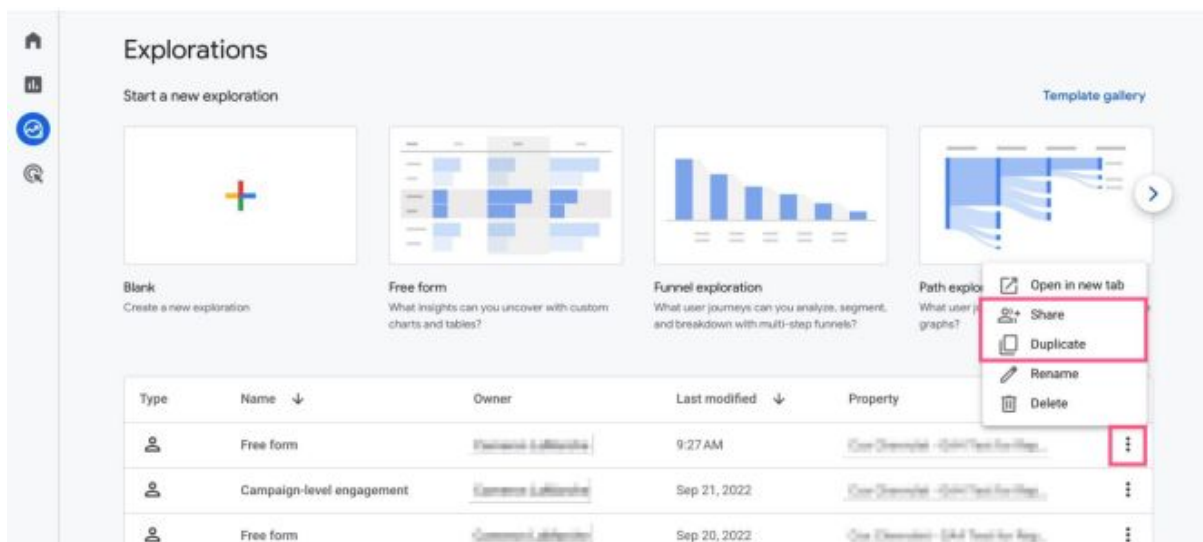 Explorations
Start a new exploration
Template gallery
Blank
Create a new exploration
Free form
What insights can you uncover with custom
charts and tables?
Funnel exploration
What user journeys can you analyze, segment,
and breakdown with multi-step funnels?
Path explo
What user j
graphs?
Open in new tab
Share
Duplicate
Rename
Delete
Type Name Owner Last modified Property
Free form 9:27 AM
Campaign-level engagement Sep 21, 2022
Free form Sep 20, 2022